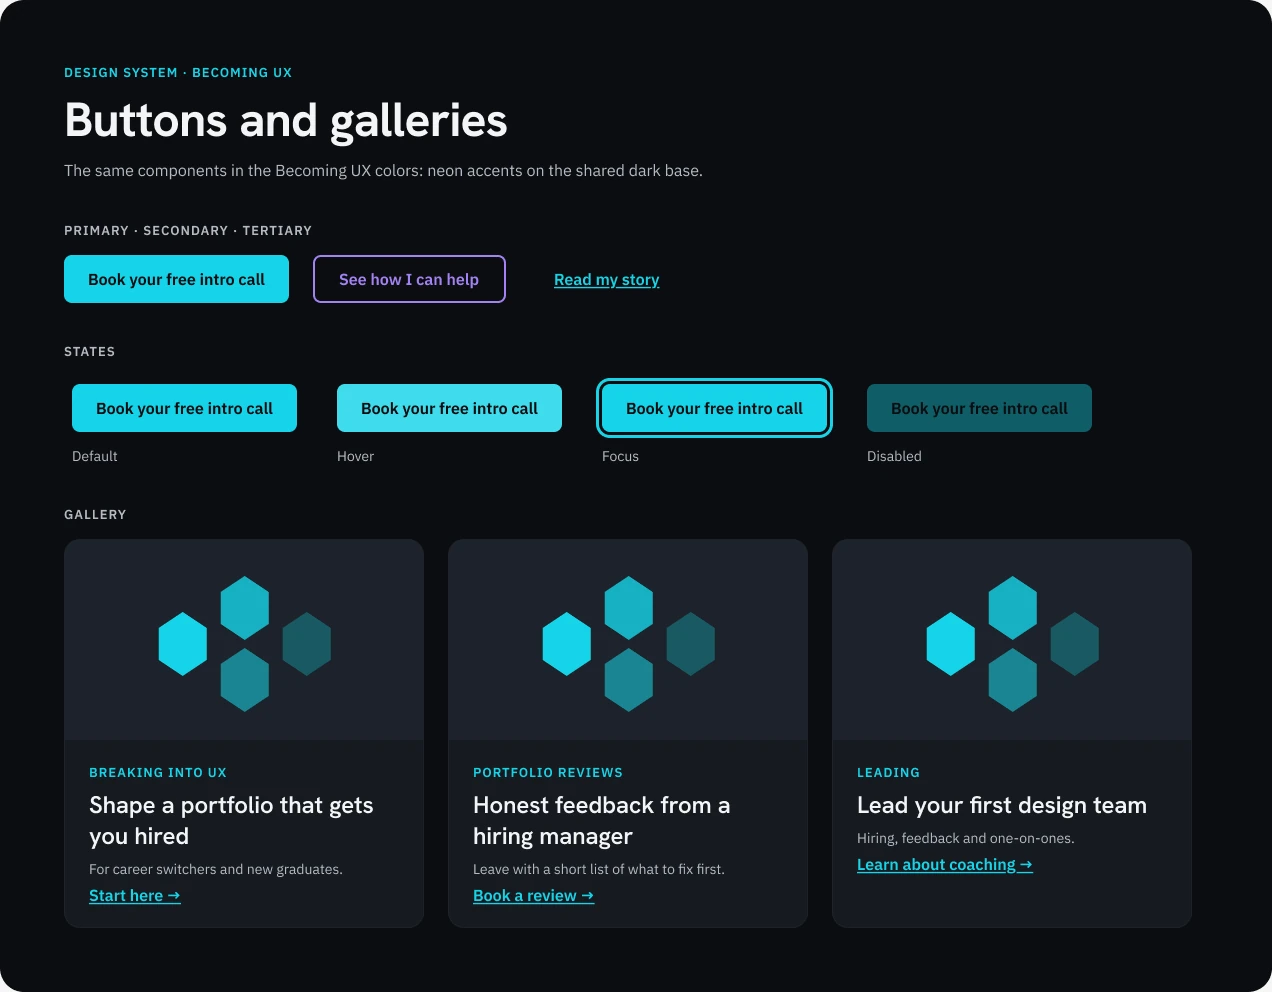 DESIGN SYSTEM · BECOMING UX
Buttons and galleries
The same components in the Becoming UX colors: neon accents on the shared dark base.
PRIMARY · SECONDARY · TERTIARY
Book your free intro call
See how I can help
Read my story
STATES
Book your free intro call
Book your free intro call
Book your free intro call
Book your free intro call
Default
Hover
Focus
Disabled
GALLERY
BREAKING INTO UX
Shape a portfolio that gets
you hired
For career switchers and new graduates.
Start here →
PORTFOLIO REVIEWS
Honest feedback from a
hiring manager
Leave with a short list of what to fix first.
Book a review →
LEADING
Lead your first design team
Hiring, feedback and one-on-ones.
Learn about coaching →